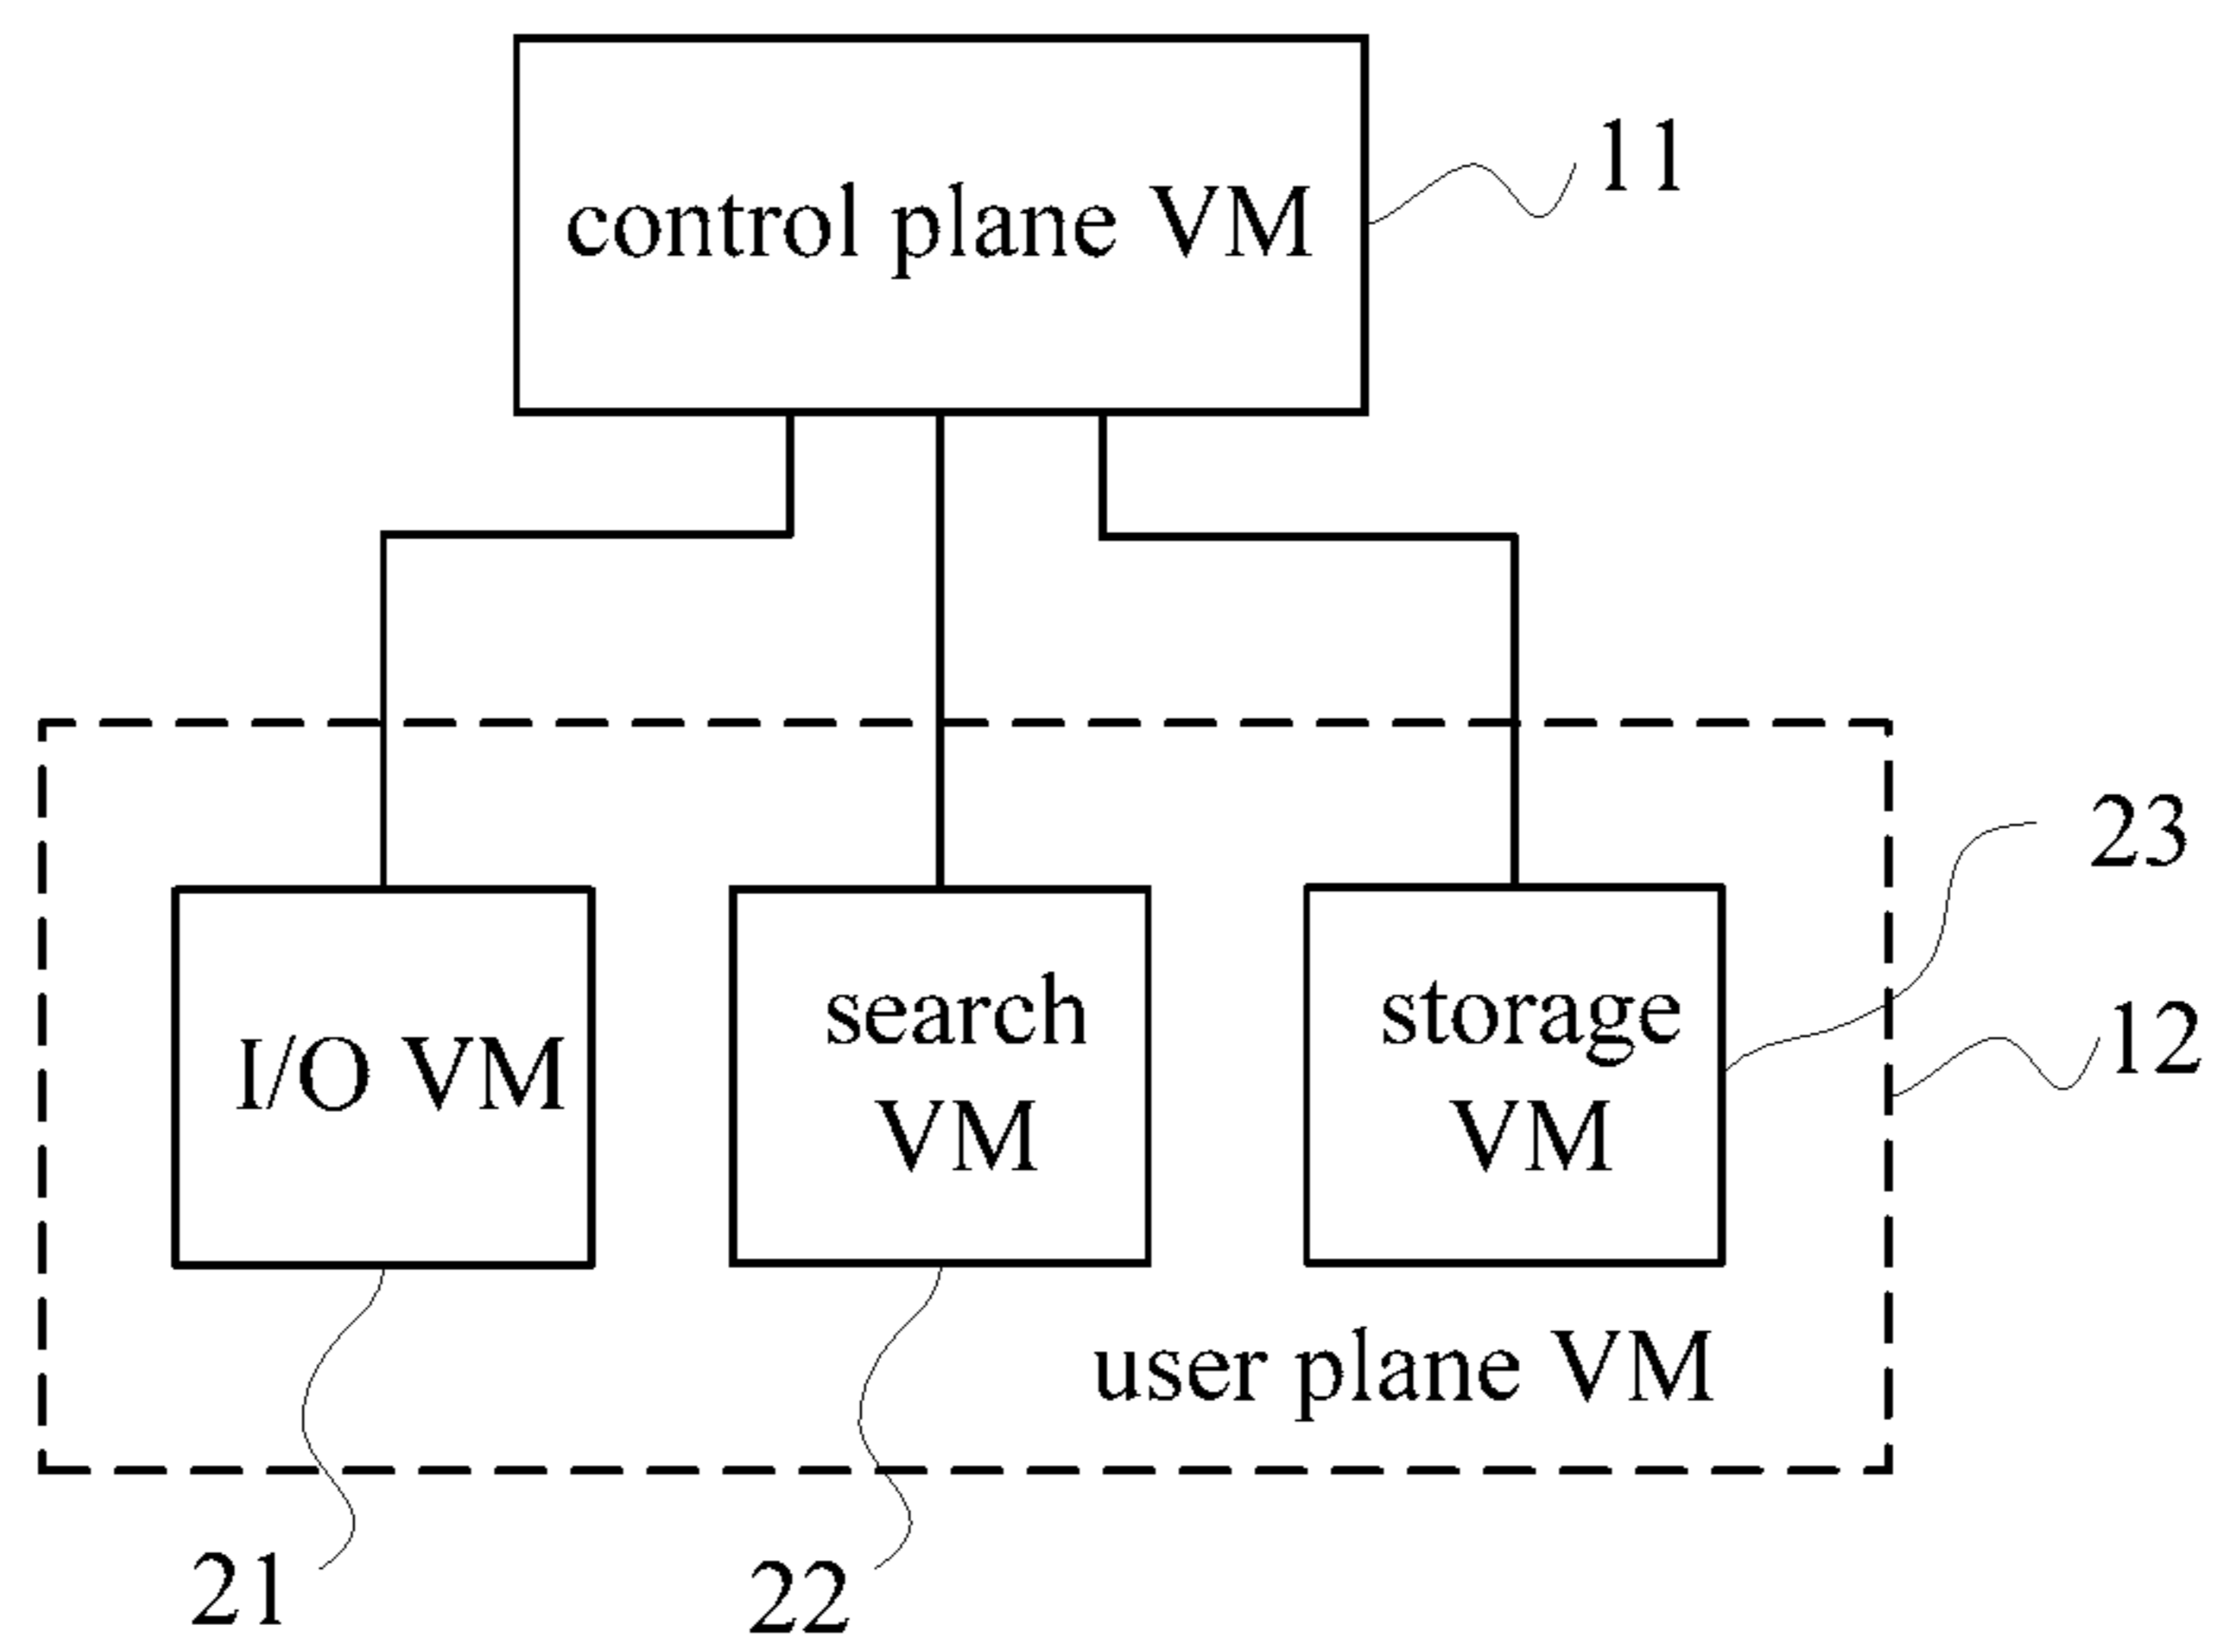 control plane VM
11
23
12
I/O VM
search
VM
storage
VM
user plane VM
21
22